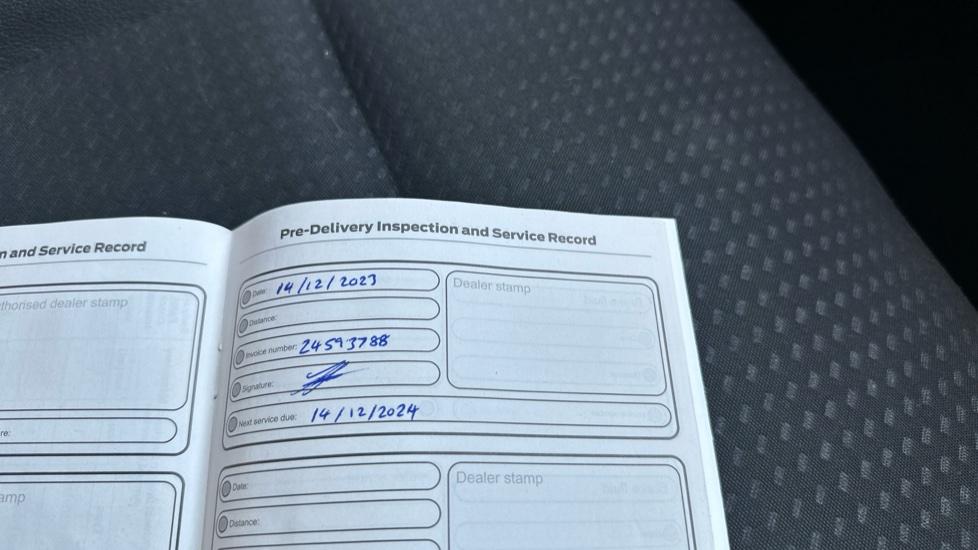 n and Service Record
thorised dealer stamp
re:
amp
Pre-Delivery Inspection and Service Record
Date: 14/12/2023
Dealer stamp
Distance:
Invoice number: 24593788
Signature:
Next service due: 14/12/2024
Date:
Dealer stamp
Distance: